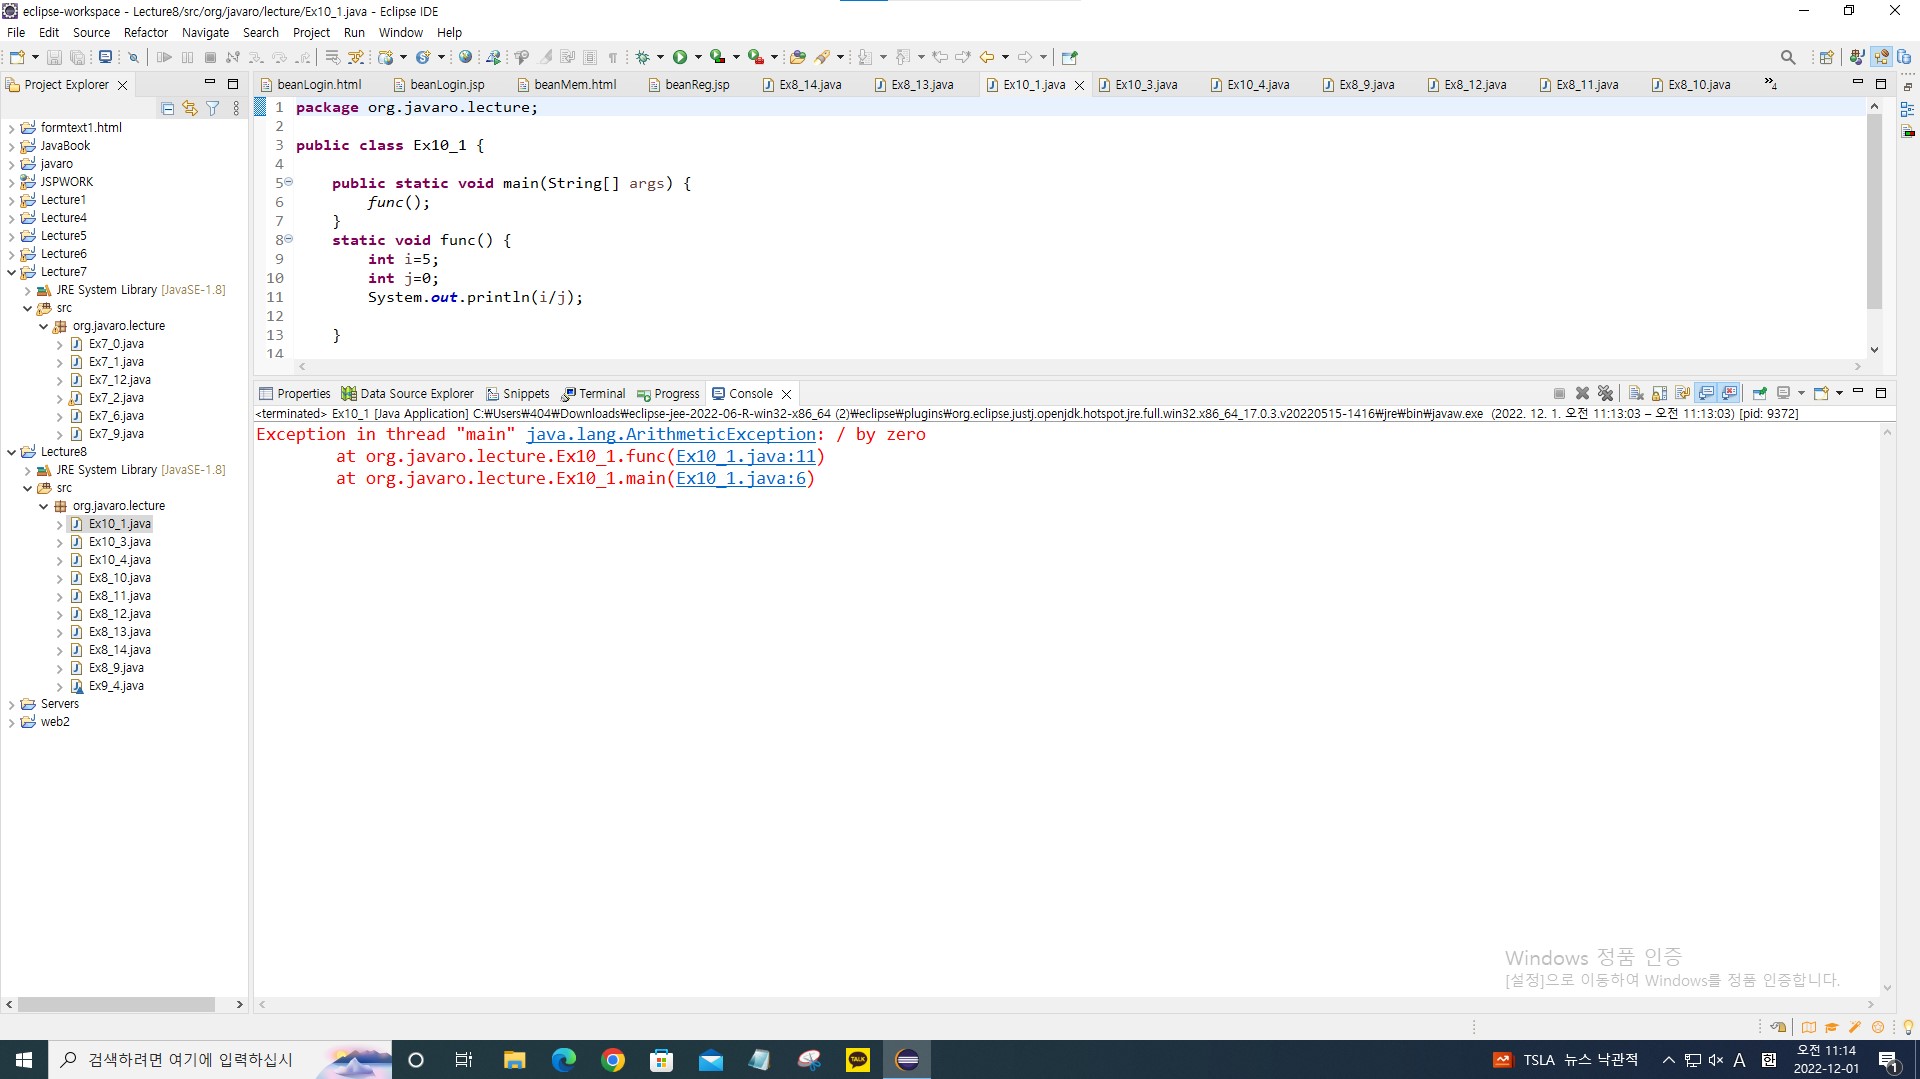 eclipse-workspace - Lecture8/src/org/javaro/lecture/Ex10_1.java - Eclipse IDE
File Edit Source Refactor Navigate Search Project Run Window Help
Project Explorer
beanLogin.html beanLogin.jsp beanMem.html beanReg.jsp Ex8_14.java Ex8_13.java Ex10_1.java Ex10_3.java Ex10_4.java Ex8_9.java Ex8_12.java Ex8_11.java Ex8_10.java »4
formtext1.html
JavaBook
javaro
JSPWORK
Lecture1
Lecture4
Lecture5
Lecture6
Lecture7
JRE System Library [JavaSE-1.8]
src
org.javaro.lecture
Ex7_0.java
Ex7_1.java
Ex7_12.java
Ex7_2.java
Ex7_6.java
Ex7_9.java
Lecture8
JRE System Library [JavaSE-1.8]
src
org.javaro.lecture
Ex10_1.java
Ex10_3.java
Ex10_4.java
Ex8_10.java
Ex8_11.java
Ex8_12.java
Ex8_13.java
Ex8_14.java
Ex8_9.java
Ex9_4.java
Servers
web2
1 package org.javaro.lecture;
2
3 public class Ex10_1 {
4
5 public static void main(String[] args) {
6 func();
7 }
8 static void func() {
9 int i=5;
10 int j=0;
11 System.out.println(i/j);
12
13 }
14
Properties Data Source Explorer Snippets Terminal Progress Console
<terminated> Ex10_1 [Java Application] C:₩Users₩404₩Downloads₩eclipse-jee-2022-06-R-win32-x86_64 (2)₩eclipse₩plugins₩org.eclipse.justj.openjdk.hotspot.jre.full.win32.x86_64_17.0.3.v20220515-1416₩jre₩bin₩javaw.exe (2022. 12. 1. 오전 11:13:03 – 오전 11:13:03) [pid: 9372]
Exception in thread "main" java.lang.ArithmeticException: / by zero
at org.javaro.lecture.Ex10_1.func(Ex10_1.java:11)
at org.javaro.lecture.Ex10_1.main(Ex10_1.java:6)
Windows 정품 인증
[설정]으로 이동하여 Windows를 정품 인증합니다.
검색하려면 여기에 입력하십시
TALK
TSLA 뉴스 낙관적
A 한
오전 11:14
2022-12-01
1